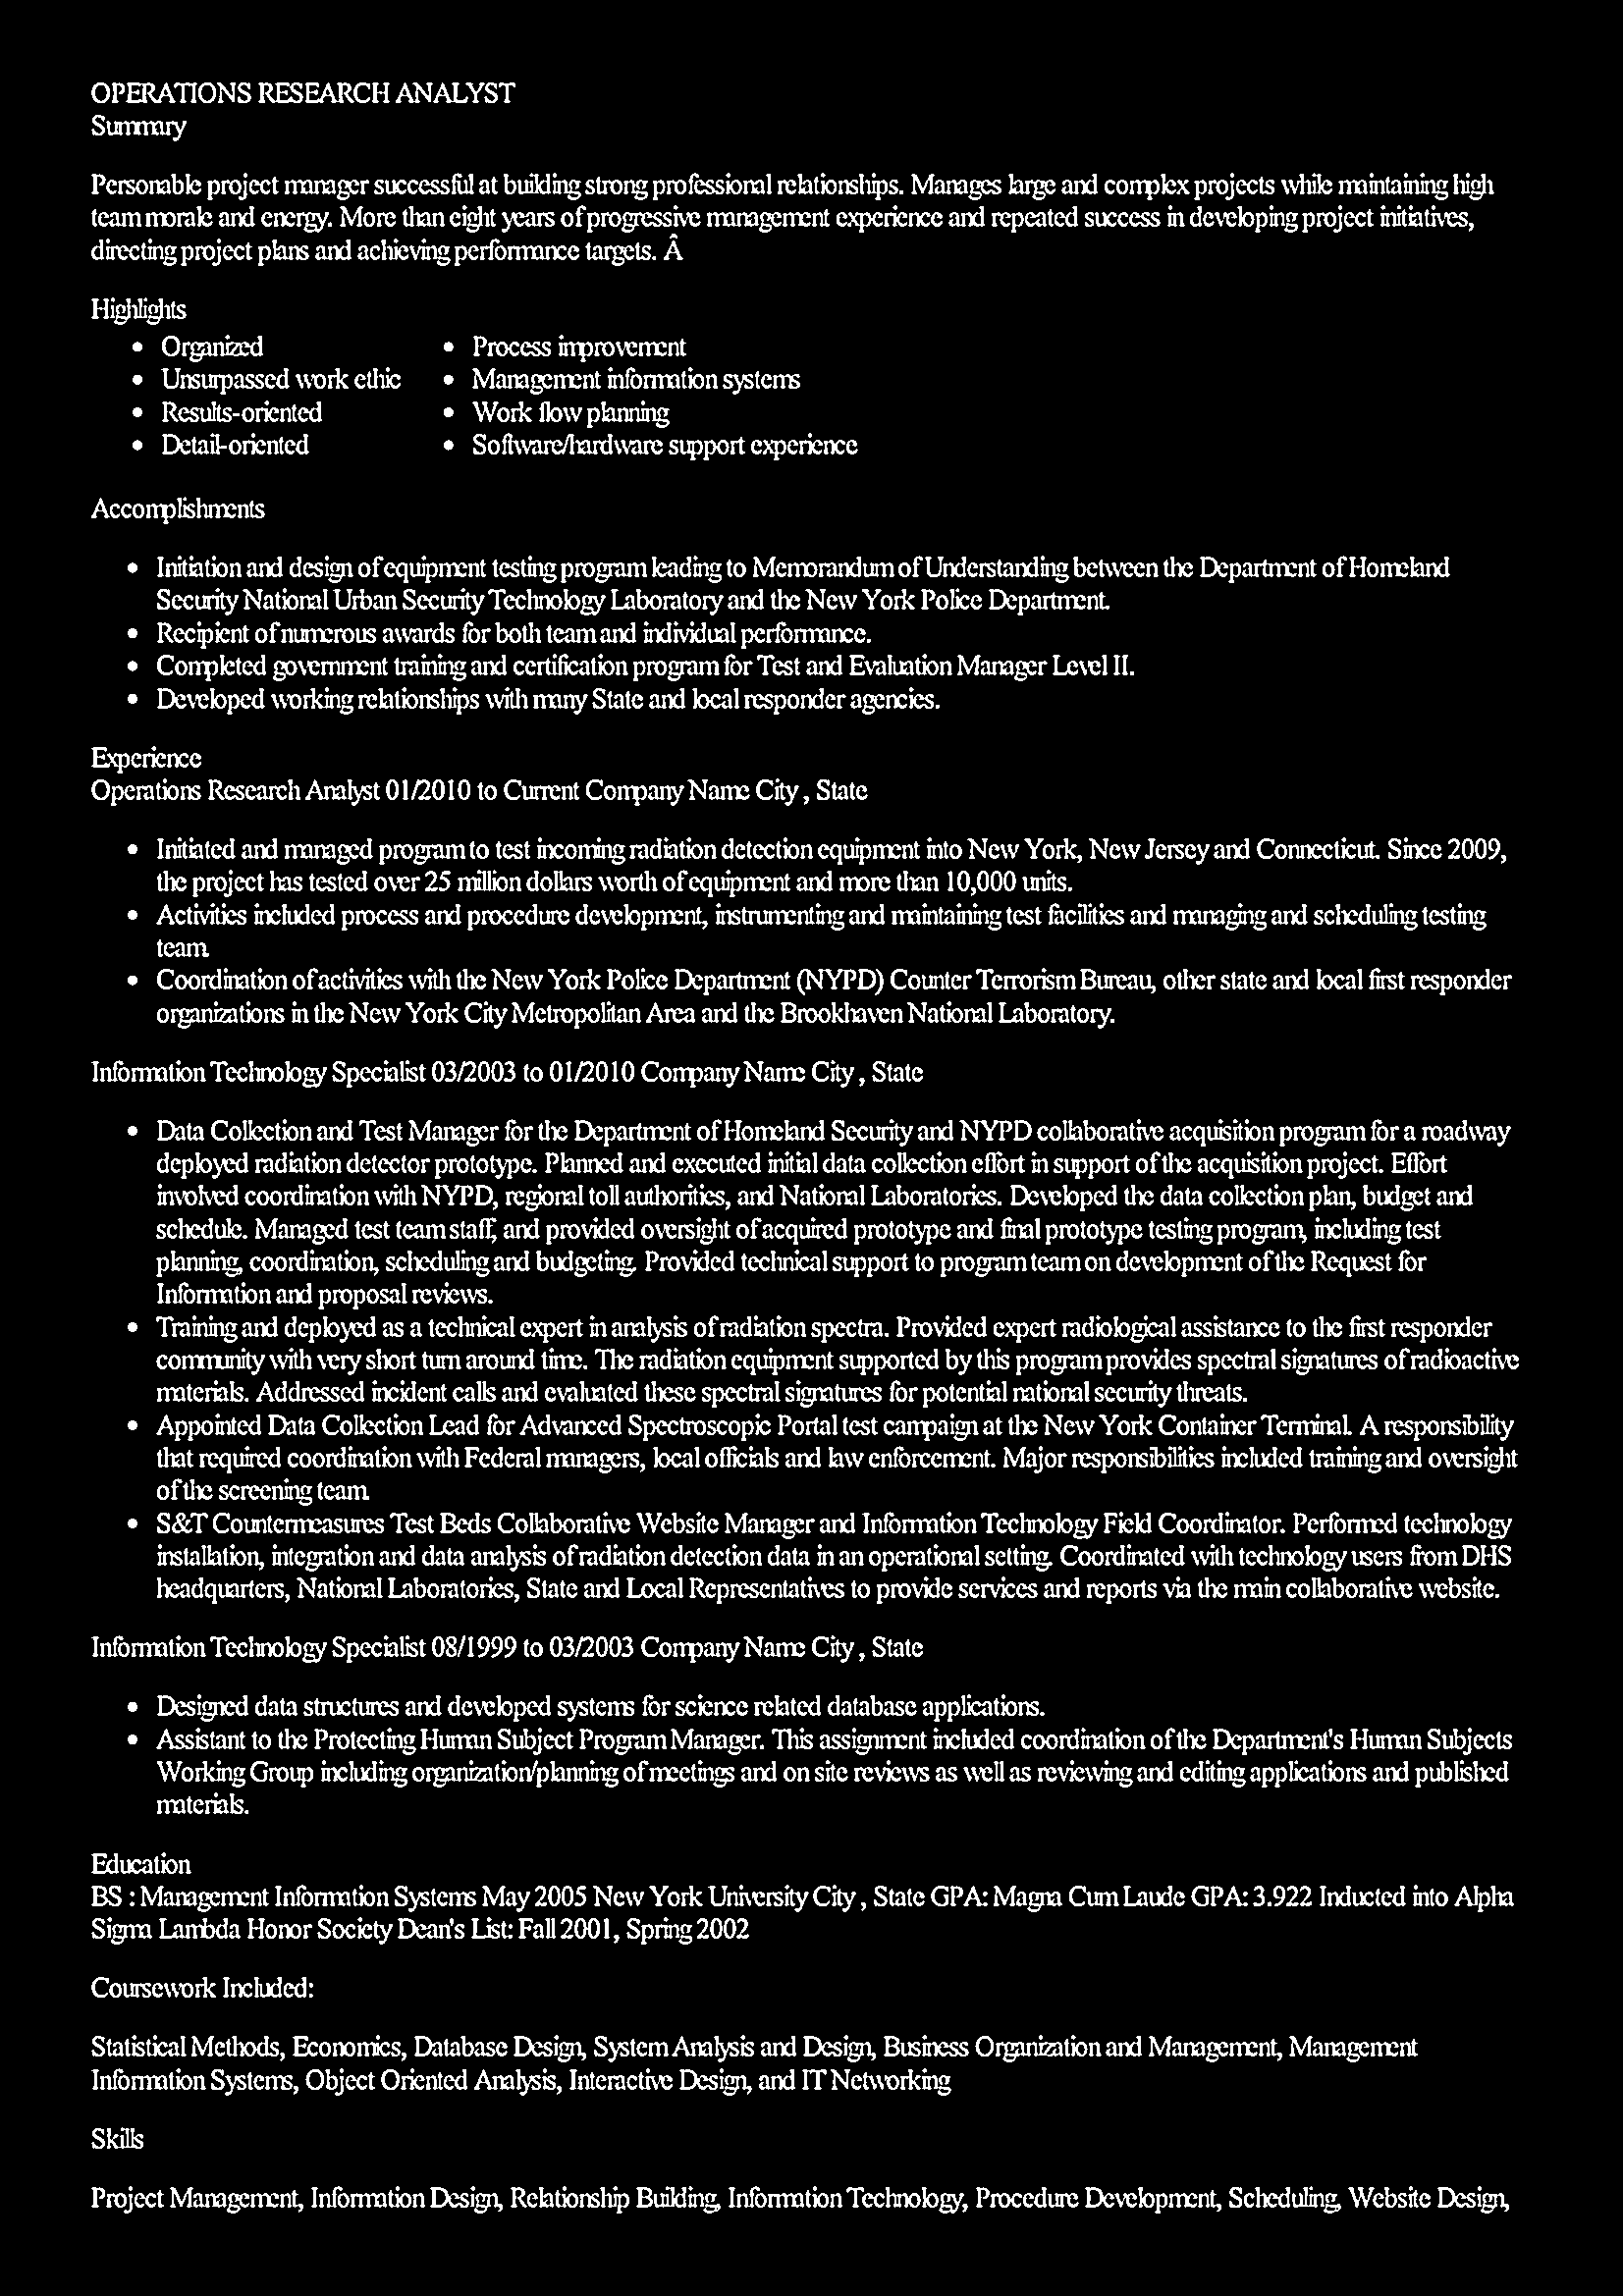 OPERATIONS RESEARCH ANALYST
Summary
Personable project manager successful at building strong professional relationships. Manages large and complex projects while maintaining high
team morale and energy. More than eight years of progressive management experience and repeated success in developing project initiatives,
directing project plans and achieving performance targets. Â
Highlights
• Organized
• Unsurpassed work ethic
• Results-oriented
• Detail-oriented
• Process improvement
• Management information systems
• Work flow planning
• Software/hardware support experience
Accomplishments
• Initiation and design of equipment testing program leading to Memorandum of Understanding between the Department of Homeland
Security National Urban Security Technology Laboratory and the New York Police Department.
• Recipient of numerous awards for both team and individual performance.
• Completed government training and certification program for Test and Evaluation Manager Level II.
• Developed working relationships with many State and local responder agencies.
Experience
Operations Research Analyst 01/2010 to Current Company Name City , State
• Initiated and managed program to test incoming radiation detection equipment into New York, New Jersey and Connecticut. Since 2009,
the project has tested over 25 million dollars worth of equipment and more than 10,000 units.
• Activities included process and procedure development, instrumenting and maintaining test facilities and managing and scheduling testing
team.
• Coordination of activities with the New York Police Department (NYPD) Counter Terrorism Bureau, other state and local first responder
organizations in the New York City Metropolitan Area and the Brookhaven National Laboratory.
Information Technology Specialist 03/2003 to 01/2010 Company Name City , State
• Data Collection and Test Manager for the Department of Homeland Security and NYPD collaborative acquisition program for a roadway
deployed radiation detector prototype. Planned and executed initial data collection effort in support of the acquisition project. Effort
involved coordination with NYPD, regional toll authorities, and National Laboratories. Developed the data collection plan, budget and
schedule. Managed test team staff, and provided oversight of acquired prototype and final prototype testing program, including test
planning, coordination, scheduling and budgeting. Provided technical support to program team on development of the Request for
Information and proposal reviews.
• Training and deployed as a technical expert in analysis of radiation spectra. Provided expert radiological assistance to the first responder
community with very short turn around time. The radiation equipment supported by this program provides spectral signatures of radioactive
materials. Addressed incident calls and evaluated these spectral signatures for potential national security threats.
• Appointed Data Collection Lead for Advanced Spectroscopic Portal test campaign at the New York Container Terminal. A responsibility
that required coordination with Federal managers, local officials and law enforcement. Major responsibilities included training and oversight
of the screening team.
• S&T Countermeasures Test Beds Collaborative Website Manager and Information Technology Field Coordinator. Performed technology
installation, integration and data analysis of radiation detection data in an operational setting. Coordinated with technology users from DHS
headquarters, National Laboratories, State and Local Representatives to provide services and reports via the main collaborative website.
Information Technology Specialist 08/1999 to 03/2003 Company Name City , State
• Designed data structures and developed systems for science related database applications.
• Assistant to the Protecting Human Subject Program Manager. This assignment included coordination of the Department's Human Subjects
Working Group including organization/planning of meetings and on site reviews as well as reviewing and editing applications and published
materials.
Education
BS : Management Information Systems May 2005 New York University City , State GPA: Magna Cum Laude GPA: 3.922 Inducted into Alpha
Sigma Lambda Honor Society Dean's List: Fall 2001, Spring 2002
Coursework Included:
Statistical Methods, Economics, Database Design, System Analysis and Design, Business Organization and Management, Management
Information Systems, Object Oriented Analysis, Interactive Design, and IT Networking
Skills
Project Management, Information Design, Relationship Building, Information Technology, Procedure Development, Scheduling, Website Design,